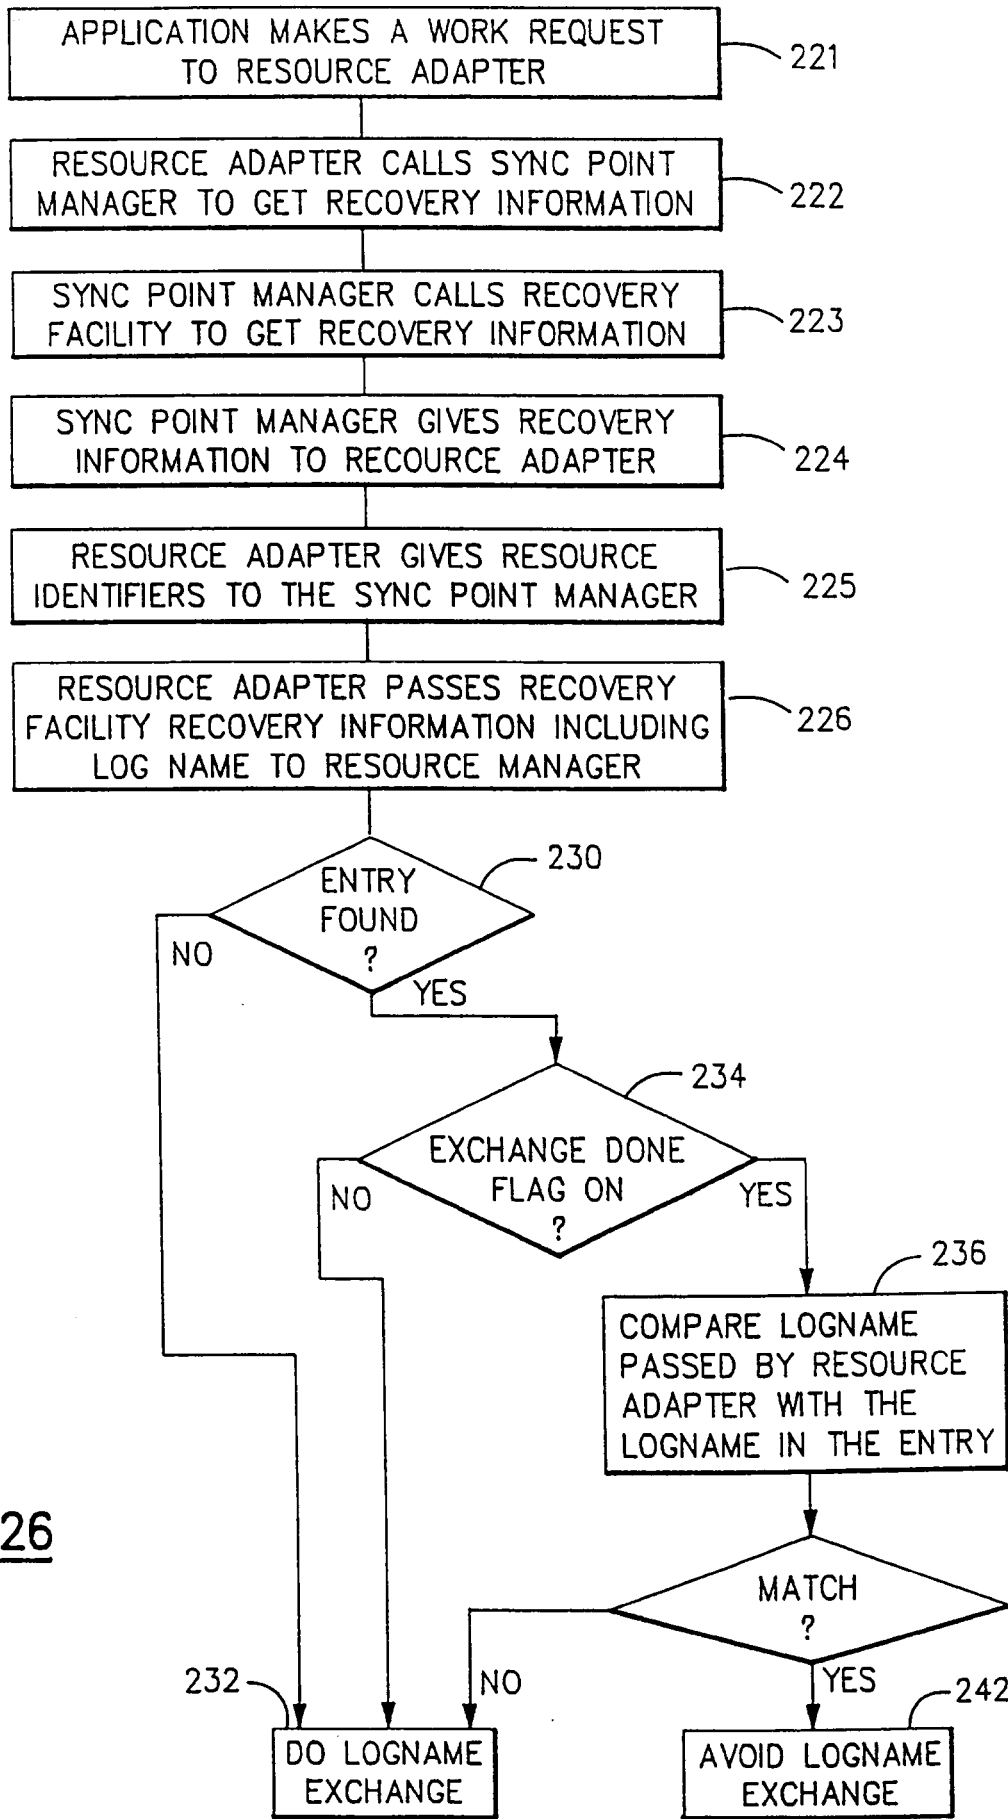 APPLICATION MAKES A WORK REQUEST
TO RESOURCE ADAPTER
221
RESOURCE ADAPTER CALLS SYNC POINT
MANAGER TO GET RECOVERY INFORMATION
222
SYNC POINT MANAGER CALLS RECOVERY
FACILITY TO GET RECOVERY INFORMATION
223
SYNC POINT MANAGER GIVES RECOVERY
INFORMATION TO RECOURCE ADAPTER
224
RESOURCE ADAPTER GIVES RESOURCE
IDENTIFIERS TO THE SYNC POINT MANAGER
225
RESOURCE ADAPTER PASSES RECOVERY
FACILITY RECOVERY INFORMATION INCLUDING
LOG NAME TO RESOURCE MANAGER
226
ENTRY
FOUND
?
230
NO
YES
EXCHANGE DONE
FLAG ON
?
234
NO
YES
236
COMPARE LOGNAME
PASSED BY RESOURCE
ADAPTER WITH THE
LOGNAME IN THE ENTRY
26
MATCH
?
NO
YES
232
DO LOGNAME
EXCHANGE
242
AVOID LOGNAME
EXCHANGE